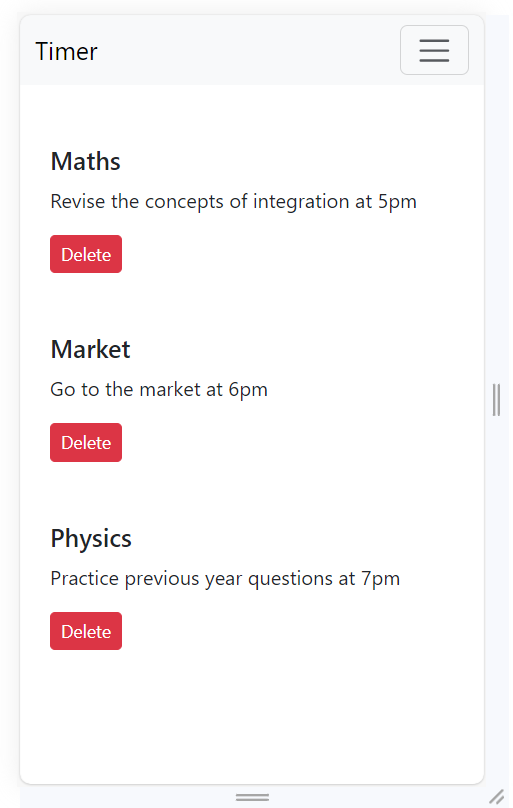 Timer
Maths
Revise the concepts of integration at 5pm
Delete
Market
Go to the market at 6pm
Delete
Physics
Practice previous year questions at 7pm
Delete